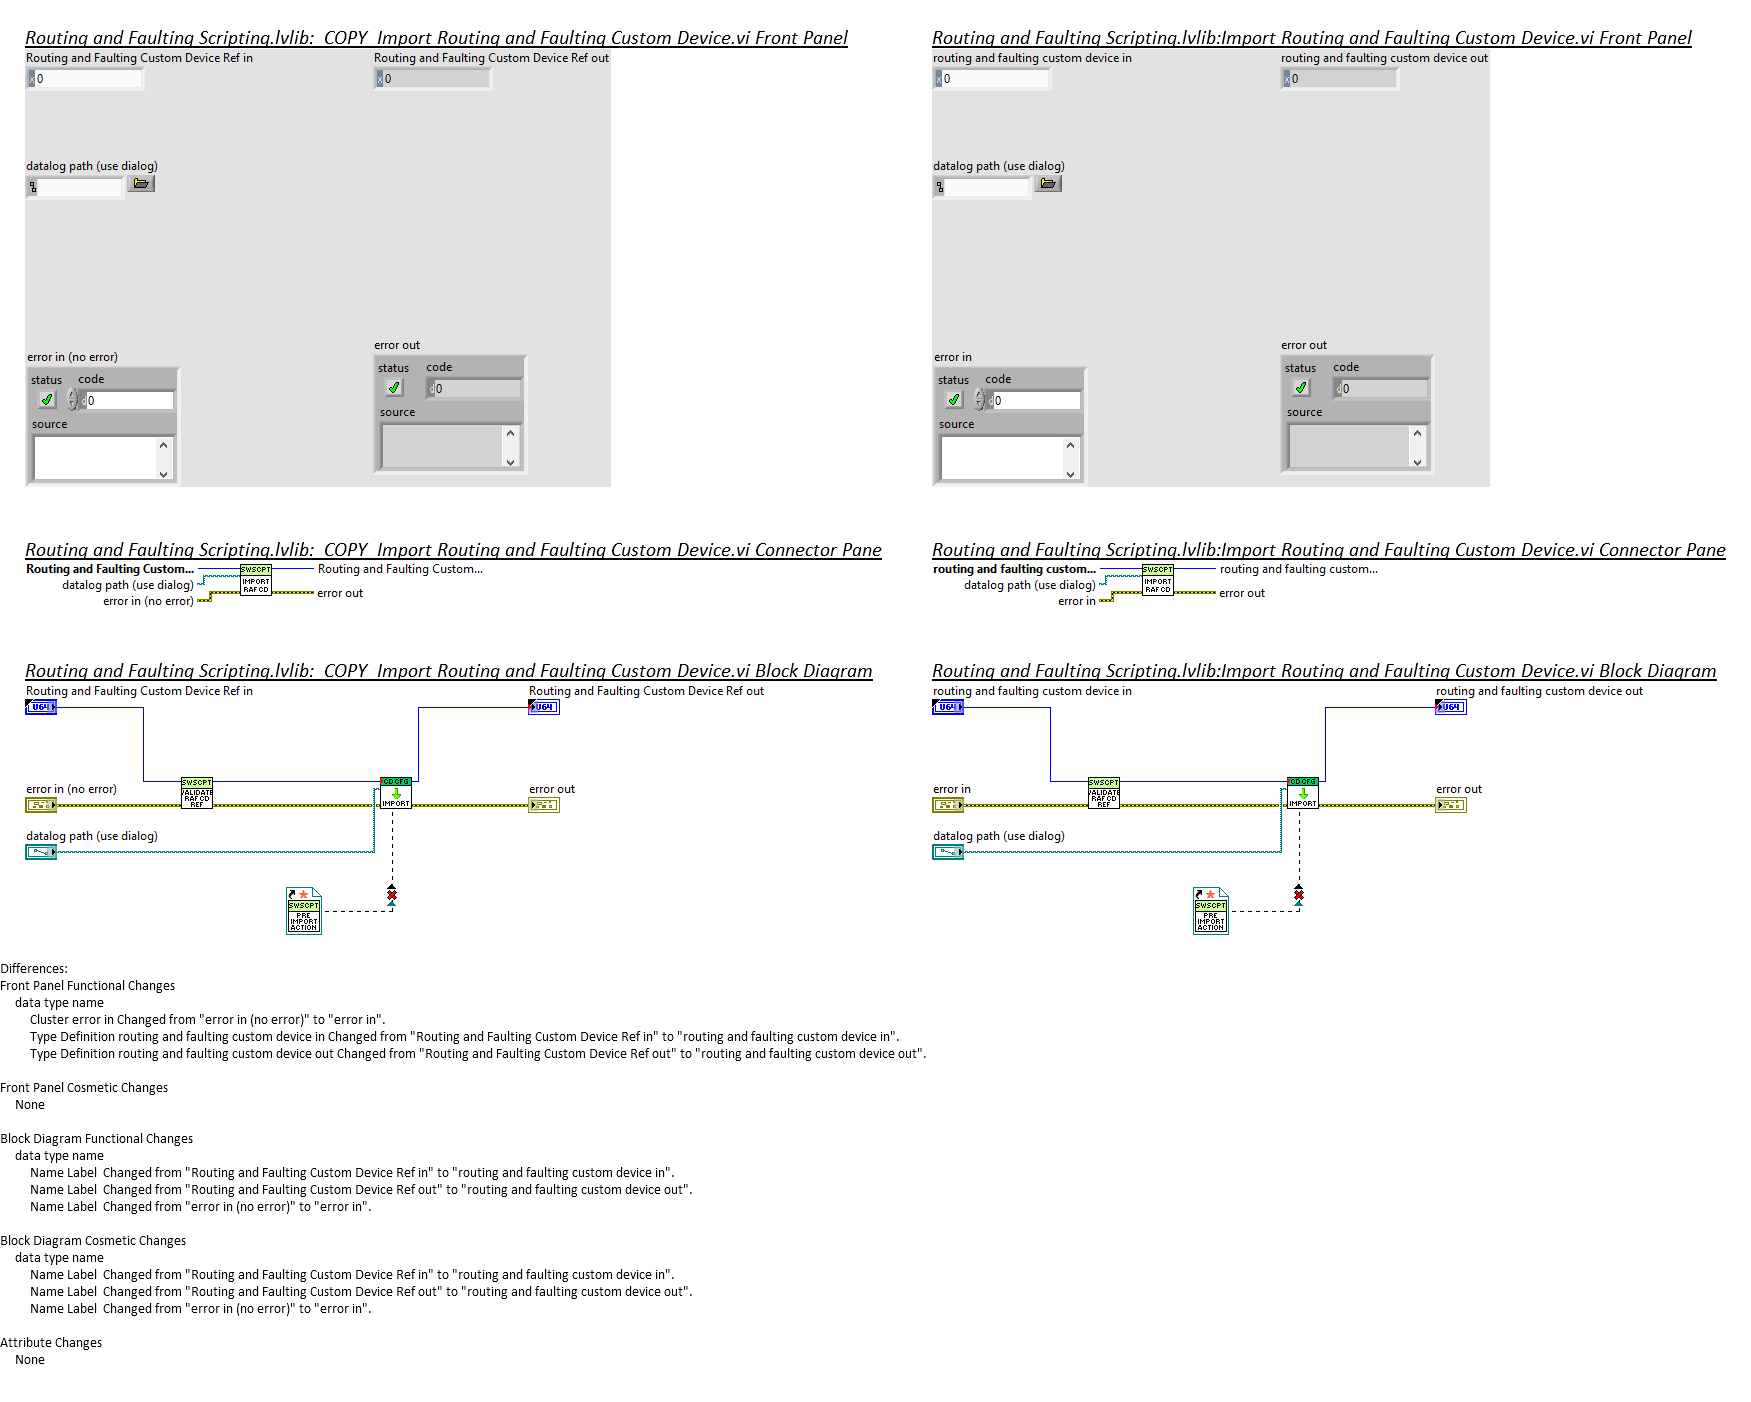 Routing and Faulting Scripting.lvlib:  COPY  Import Routing and Faulting Custom Device.vi Front Panel
Routing and Faulting Custom Device Ref in
Routing and Faulting Custom Device Ref out
x 0
x 0
datalog path (use dialog)
error in (no error)
status
code
d 0
source
error out
status
code
d 0
source
Routing and Faulting Scripting.lvlib:Import Routing and Faulting Custom Device.vi Front Panel
routing and faulting custom device in
routing and faulting custom device out
x 0
x 0
datalog path (use dialog)
error in
status
code
d 0
source
error out
status
code
d 0
source
Routing and Faulting Scripting.lvlib:  COPY  Import Routing and Faulting Custom Device.vi Connector Pane
Routing and Faulting Custom...
datalog path (use dialog)
error in (no error)
SWSCPT
IMPORT
RAF CD
Routing and Faulting Custom...
error out
Routing and Faulting Scripting.lvlib:Import Routing and Faulting Custom Device.vi Connector Pane
routing and faulting custom...
datalog path (use dialog)
error in
SWSCPT
IMPORT
RAF CD
routing and faulting custom...
error out
Routing and Faulting Scripting.lvlib:  COPY  Import Routing and Faulting Custom Device.vi Block Diagram
Routing and Faulting Custom Device Ref in
U64
Routing and Faulting Custom Device Ref out
U64
error in (no error)
SWSCPT
VALIDATE
RAF CD
REF
CD CFG
IMPORT
error out
datalog path (use dialog)
SWSCPT
PRE
IMPORT
ACTION
Routing and Faulting Scripting.lvlib:Import Routing and Faulting Custom Device.vi Block Diagram
routing and faulting custom device in
U64
routing and faulting custom device out
U64
error in
SWSCPT
VALIDATE
RAF CD
REF
CD CFG
IMPORT
error out
datalog path (use dialog)
SWSCPT
PRE
IMPORT
ACTION
Differences:
Front Panel Functional Changes
data type name
Cluster error in Changed from "error in (no error)" to "error in".
Type Definition routing and faulting custom device in Changed from "Routing and Faulting Custom Device Ref in" to "routing and faulting custom device in".
Type Definition routing and faulting custom device out Changed from "Routing and Faulting Custom Device Ref out" to "routing and faulting custom device out".
Front Panel Cosmetic Changes
None
Block Diagram Functional Changes
data type name
Name Label  Changed from "Routing and Faulting Custom Device Ref in" to "routing and faulting custom device in".
Name Label  Changed from "Routing and Faulting Custom Device Ref out" to "routing and faulting custom device out".
Name Label  Changed from "error in (no error)" to "error in".
Block Diagram Cosmetic Changes
data type name
Name Label  Changed from "Routing and Faulting Custom Device Ref in" to "routing and faulting custom device in".
Name Label  Changed from "Routing and Faulting Custom Device Ref out" to "routing and faulting custom device out".
Name Label  Changed from "error in (no error)" to "error in".
Attribute Changes
None